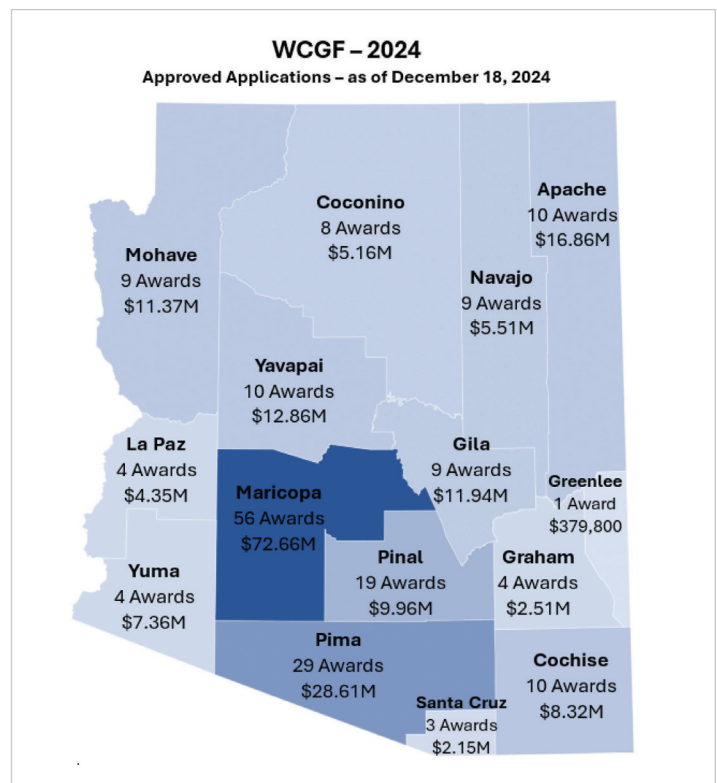 WCGF – 2024
Approved Applications – as of December 18, 2024
Coconino
8 Awards
$5.16M
Apache
10 Awards
$16.86M
Mohave
9 Awards
$11.37M
Navajo
9 Awards
$5.51M
Yavapai
10 Awards
$12.86M
La Paz
4 Awards
$4.35M
Gila
9 Awards
$11.94M
Maricopa
56 Awards
$72.66M
Greenlee
1 Award
$379,800
Yuma
4 Awards
$7.36M
Pinal
19 Awards
$9.96M
Graham
4 Awards
$2.51M
Pima
29 Awards
$28.61M
Cochise
10 Awards
$8.32M
Santa Cruz
3 Awards
$2.15M